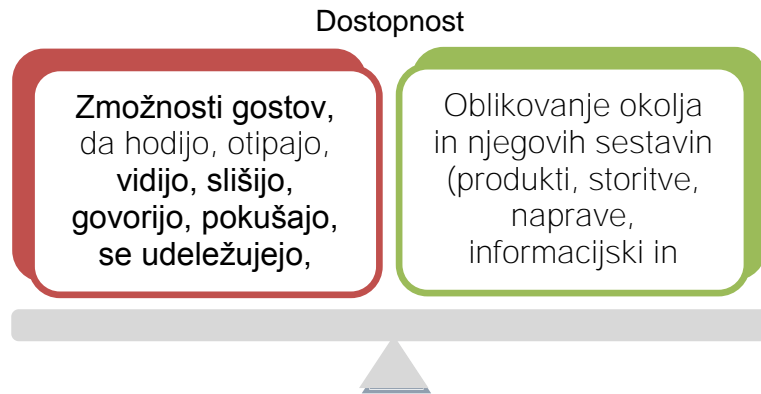 Dostopnost
Zmožnosti gostov,
da hodijo, otipajo,
vidijo, slišijo,
govorijo, pokušajo,
se udeležujejo,
Oblikovanje okolja
in njegovih sestavin
(produkti, storitve,
naprave,
informacijski in